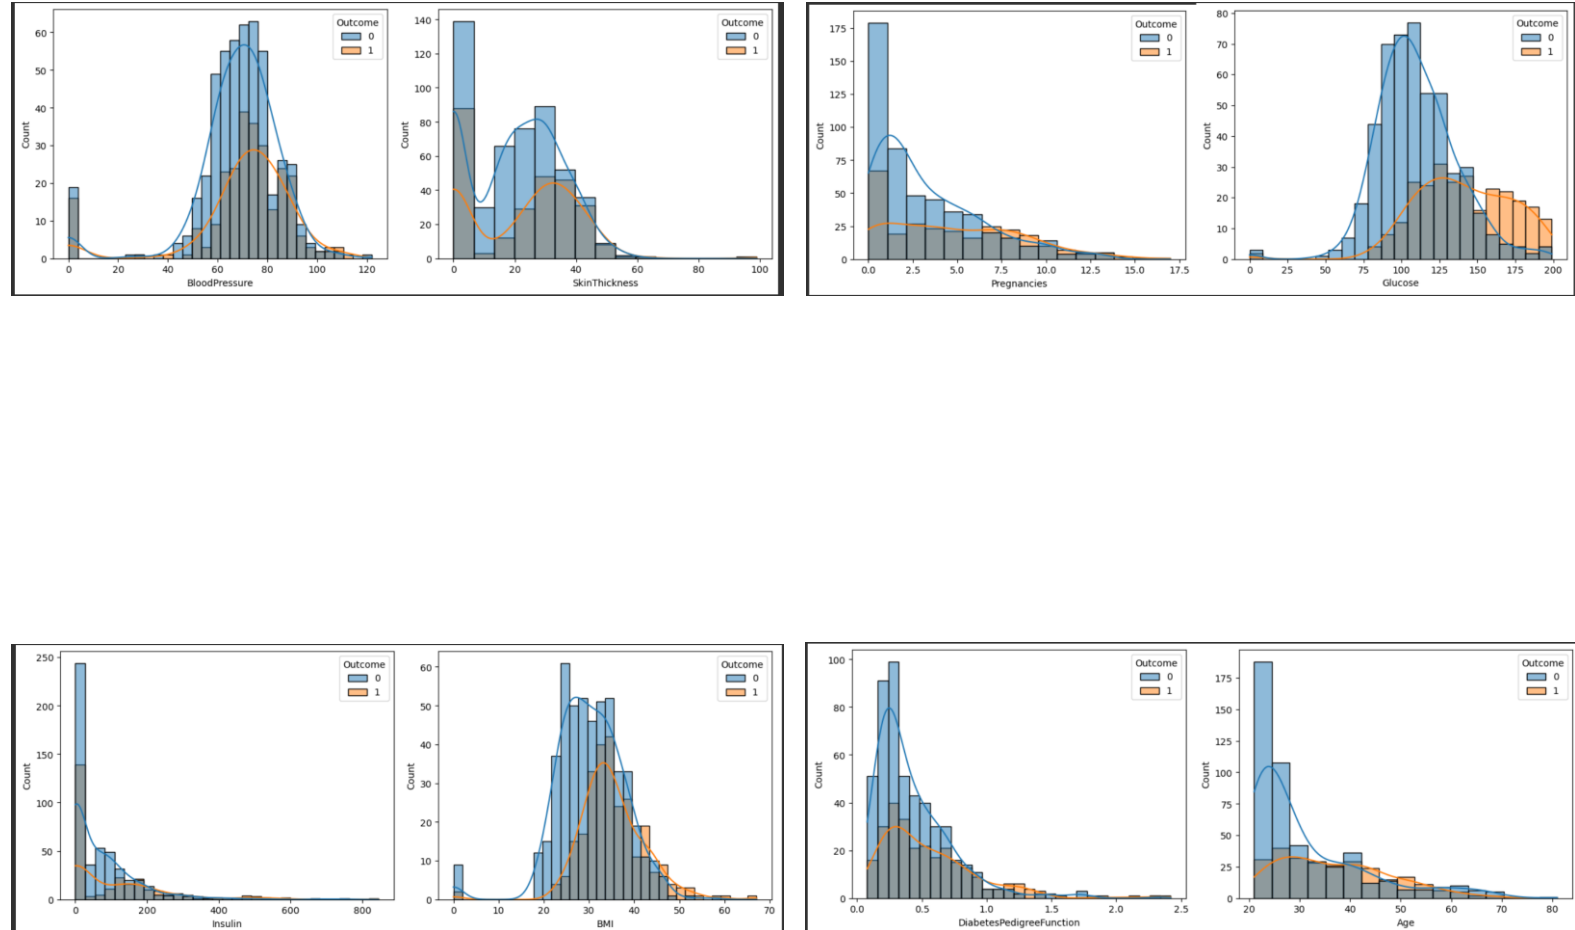 Outcome
0
1
Count
60
50
40
30
20
10
0
0 20 40 60 80 100 120
BloodPressure
Outcome
0
1
Count
140
120
100
80
60
40
20
0
0 20 40 60 80 100
SkinThickness
Outcome
0
1
Count
175
150
125
100
75
50
25
0
0.0 2.5 5.0 7.5 10.0 12.5 15.0 17.5
Pregnancies
Outcome
0
1
Count
80
70
60
50
40
30
20
10
0
0 25 50 75 100 125 150 175 200
Glucose
Outcome
0
1
Count
250
200
150
100
50
0
0 200 400 600 800
Insulin
Outcome
0
1
Count
60
50
40
30
20
10
0
0 10 20 30 40 50 60 70
BMI
Outcome
0
1
Count
100
80
60
40
20
0
0.0 0.5 1.0 1.5 2.0 2.5
DiabetesPedigreeFunction
Outcome
0
1
Count
175
150
125
100
75
50
25
0
20 30 40 50 60 70 80
Age